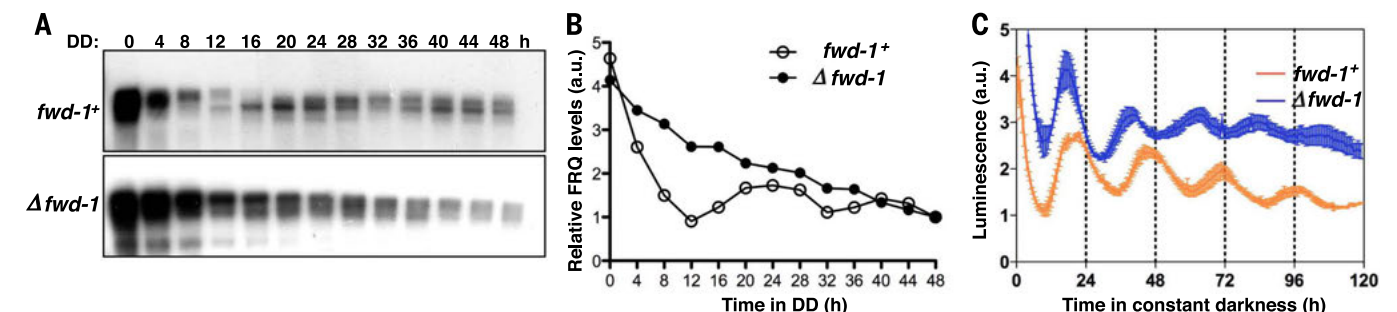 A
DD: 0 4 8 12 16 20 24 28 32 36 40 44 48 h
fwd-1+
Δfwd-1
B
Relative FRQ levels (a.u.)
5
4
3
2
1
0
fwd-1+
Δfwd-1
0 4 8 12 16 20 24 28 32 36 40 44 48
Time in DD (h)
C
Luminescence (a.u.)
5
4
3
2
1
0
fwd-1+
Δfwd-1
0 24 48 72 96 120
Time in constant darkness (h)